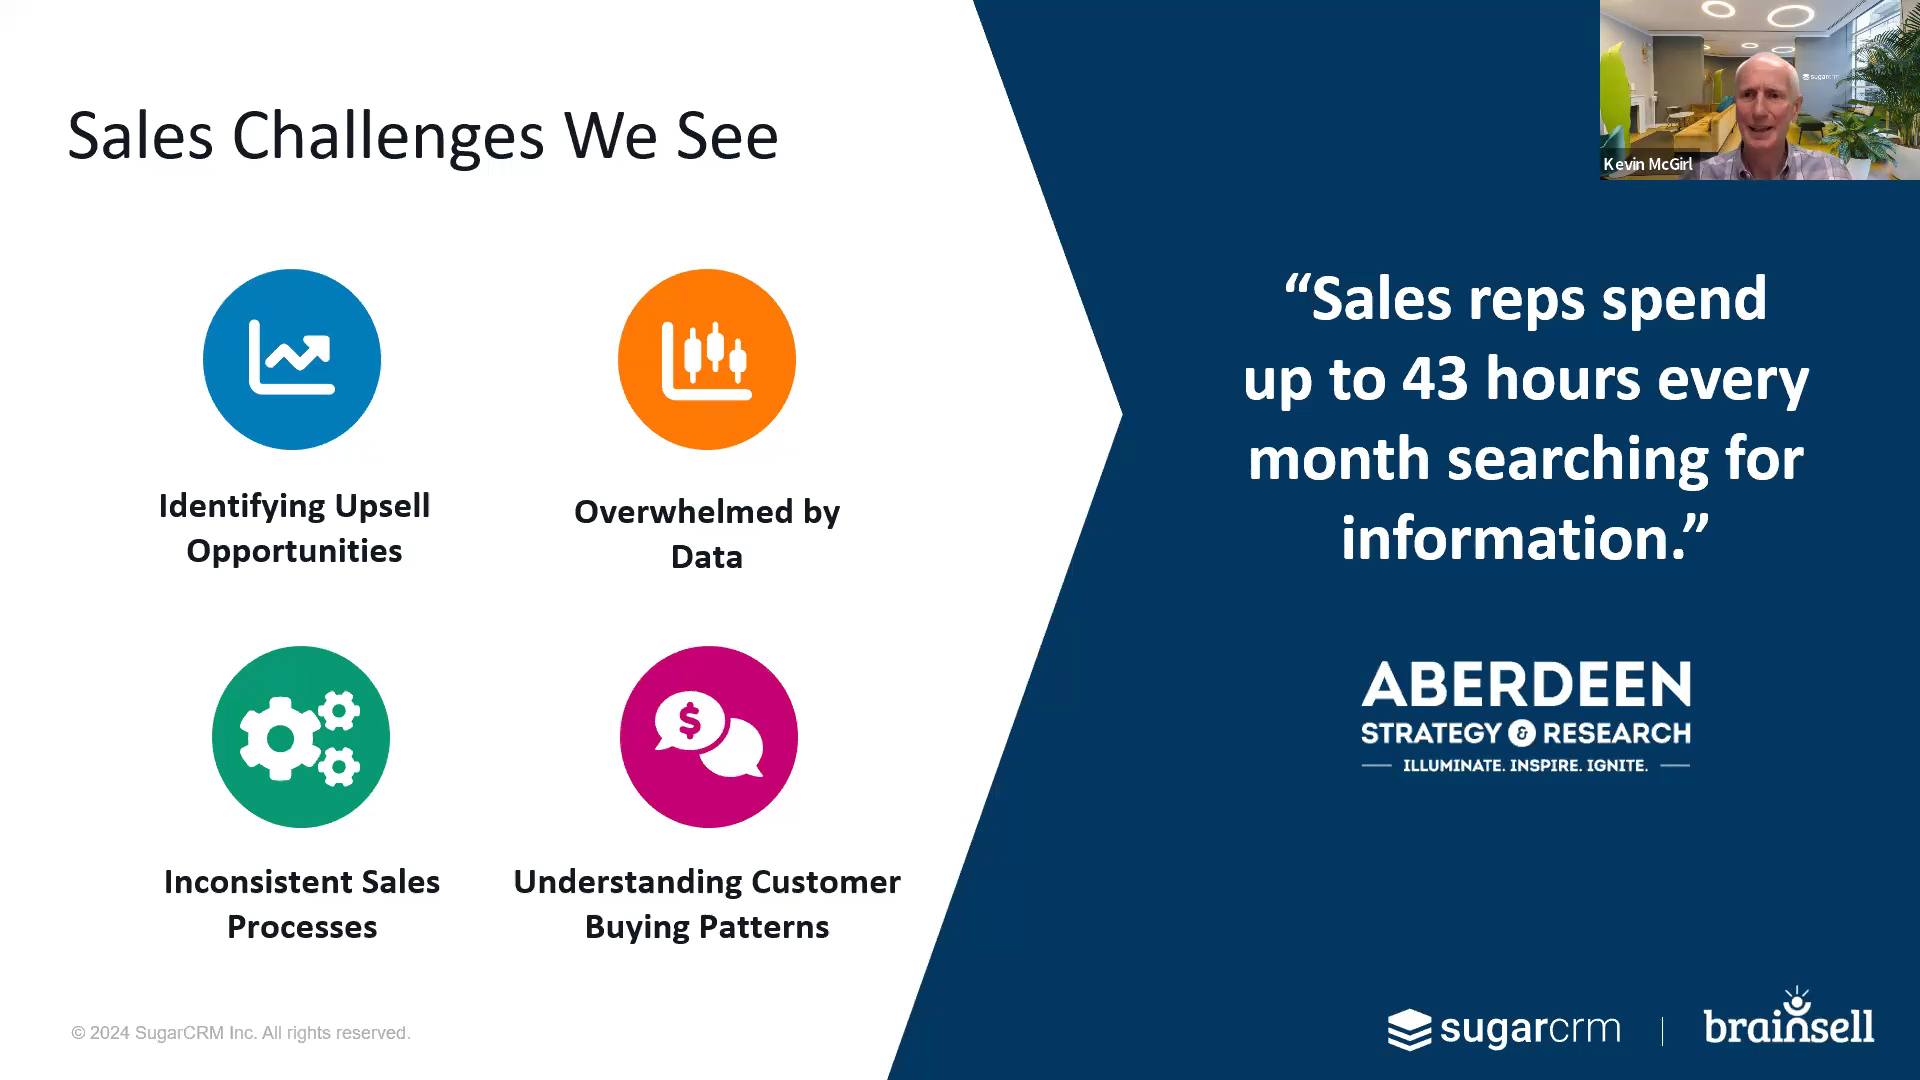 Sales Challenges We See
Identifying Upsell
Opportunities
Overwhelmed by
Data
Inconsistent Sales
Processes
$
Understanding Customer
Buying Patterns
© 2024 SugarCRM Inc. All rights reserved.
sugarcrm
Kevin McGirl
“Sales reps spend
up to 43 hours every
month searching for
information.”
ABERDEEN
STRATEGY & RESEARCH
ILLUMINATE. INSPIRE. IGNITE.
sugarcrm
brainsell